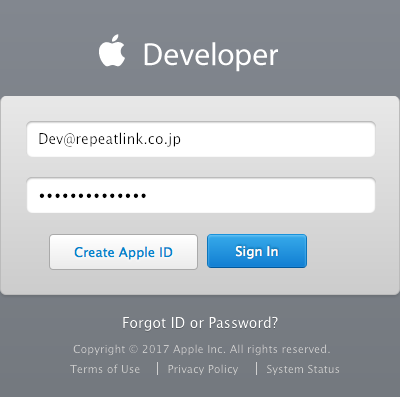 Developer
Dev@repeatlink.co.jp
••••••••••••••
Create Apple ID
Sign In
Forgot ID or Password?
Copyright © 2017 Apple Inc. All rights reserved.
Terms of Use | Privacy Policy | System Status